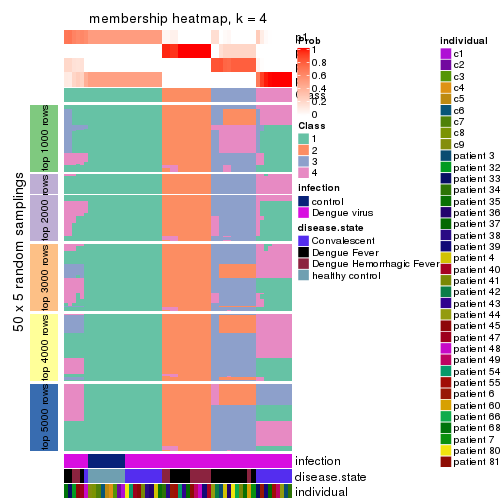 membership heatmap, k = 4
50 x 5 random samplings
top 1000 rows
top 2000 rows
top 3000 rows
top 4000 rows
top 5000 rows
p1
infection
disease.state
individual
Prob
1
0.8
0.6
0.4
0.2
0
Class
1
2
3
4
infection
control
Dengue virus
disease.state
Convalescent
Dengue Fever
Dengue Hemorrhagic Fever
healthy control
individual
c1
c2
c3
c4
c5
c6
c7
c8
c9
patient 3
patient 32
patient 33
patient 34
patient 35
patient 36
patient 37
patient 38
patient 39
patient 4
patient 40
patient 41
patient 42
patient 43
patient 44
patient 45
patient 47
patient 48
patient 49
patient 54
patient 55
patient 6
patient 60
patient 66
patient 68
patient 7
patient 80
patient 81